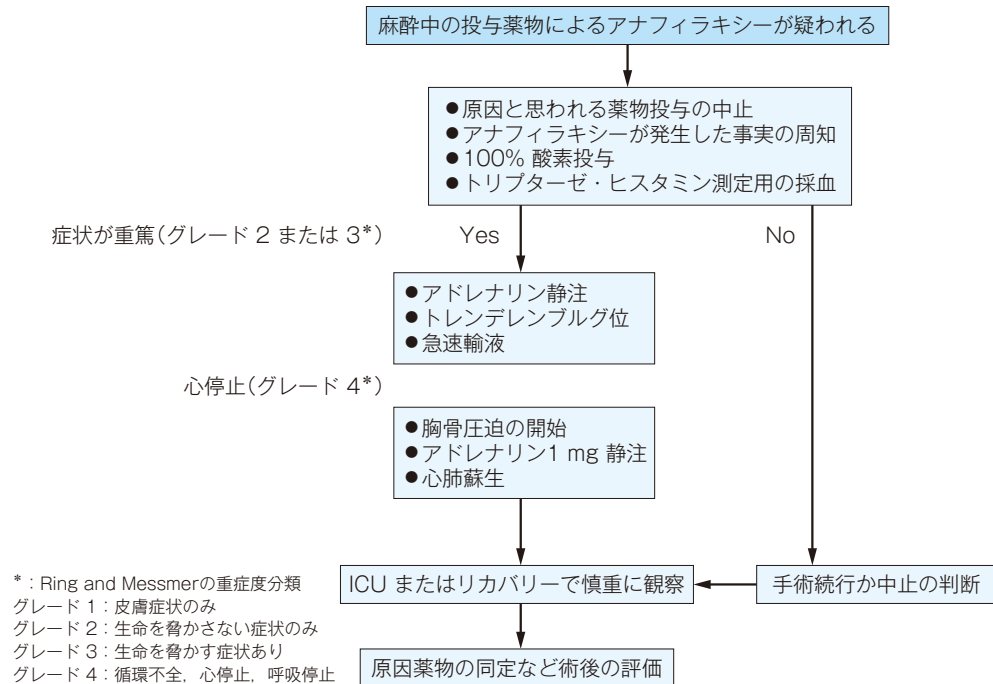 麻酔中の投与薬物によるアナフィラキシーが疑われる
●原因と思われる薬物投与の中止
●アナフィラキシーが発生した事実の周知
●100% 酸素投与
●トリプターゼ・ヒスタミン測定用の採血
症状が重篤(グレード 2 または 3*)
Yes
No
●アドレナリン静注
●トレンデレンブルグ位
●急速輸液
心停止(グレード 4*)
●胸骨圧迫の開始
●アドレナリン1 mg 静注
●心肺蘇生
ICU またはリカバリーで慎重に観察
手術続行か中止の判断
原因薬物の同定など術後の評価
*:Ring and Messmerの重症度分類
グレード 1:皮膚症状のみ
グレード 2:生命を脅かさない症状のみ
グレード 3:生命を脅かす症状あり
グレード 4:循環不全,心停止,呼吸停止